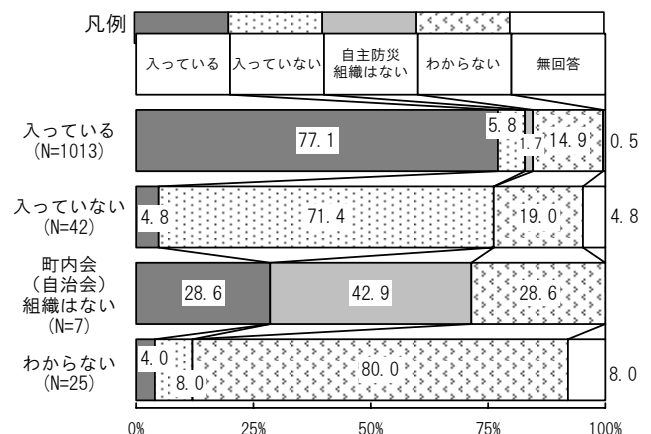 凡例
入っている
入っていない
自主防災
組織はない
わからない
無回答
入っている
(N=1013)
77.1
5.8
1.7
14.9
0.5
入っていない
(N=42)
4.8
71.4
19.0
4.8
町内会
(自治会)
組織はない
(N=7)
28.6
42.9
28.6
わからない
(N=25)
4.0
8.0
80.0
8.0
0%
25%
50%
75%
100%